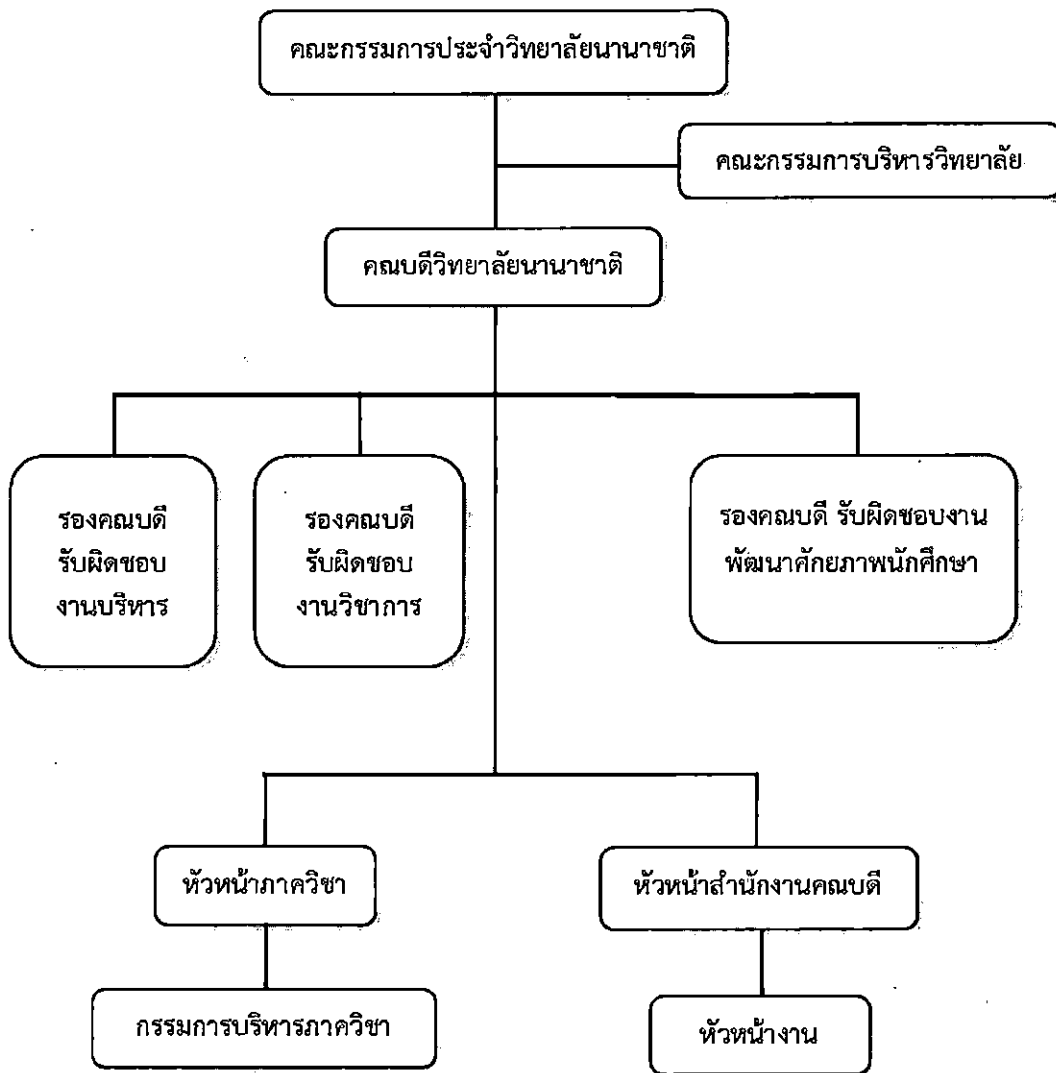 คณะกรรมการประจำวิทยาลัยนานาชาติ
คณะกรรมการบริหารวิทยาลัย
คณบดีวิทยาลัยนานาชาติ
รองคณบดี
รับผิดชอบ
งานบริหาร
รองคณบดี
รับผิดชอบ
งานวิชาการ
รองคณบดี รับผิดชอบงาน
พัฒนาศักยภาพนักศึกษา
หัวหน้าภาควิชา
หัวหน้าสำนักงานคณบดี
กรรมการบริหารภาควิชา
หัวหน้างาน